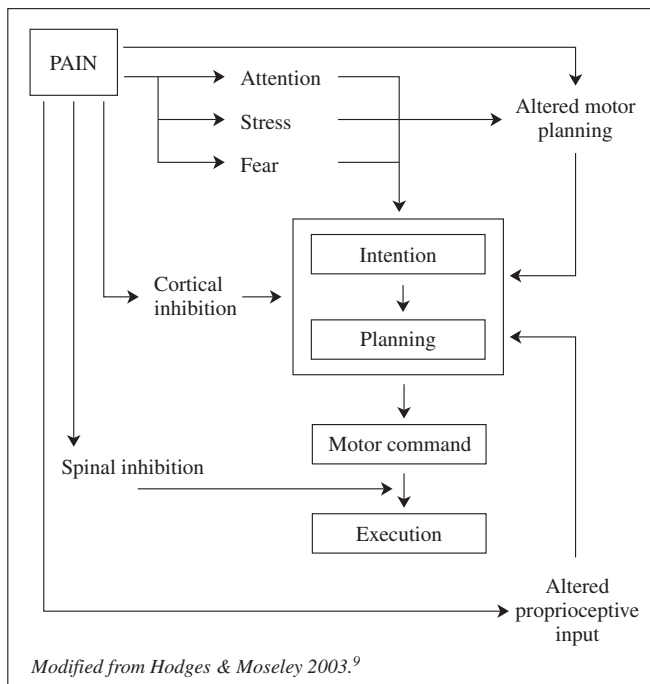 PAIN
Attention
Stress
Fear
Altered motor
planning
Intention
Cortical
inhibition
Planning
Motor command
Spinal inhibition
Execution
Altered
proprioceptive
input
Modified from Hodges & Moseley 2003.9